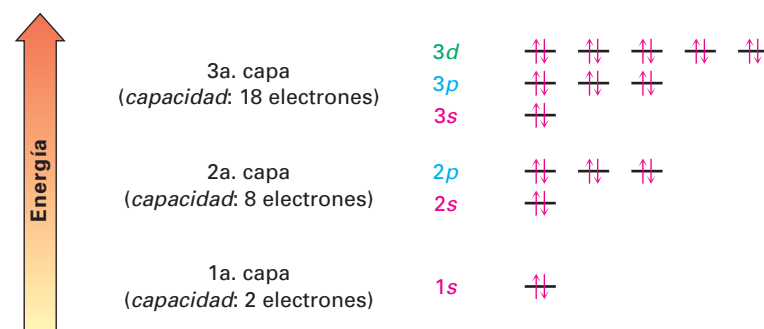 Energía
3a. capa
(capacidad: 18 electrones)
3d
3p
3s
2a. capa
(capacidad: 8 electrones)
2p
2s
1a. capa
(capacidad: 2 electrones)
1s